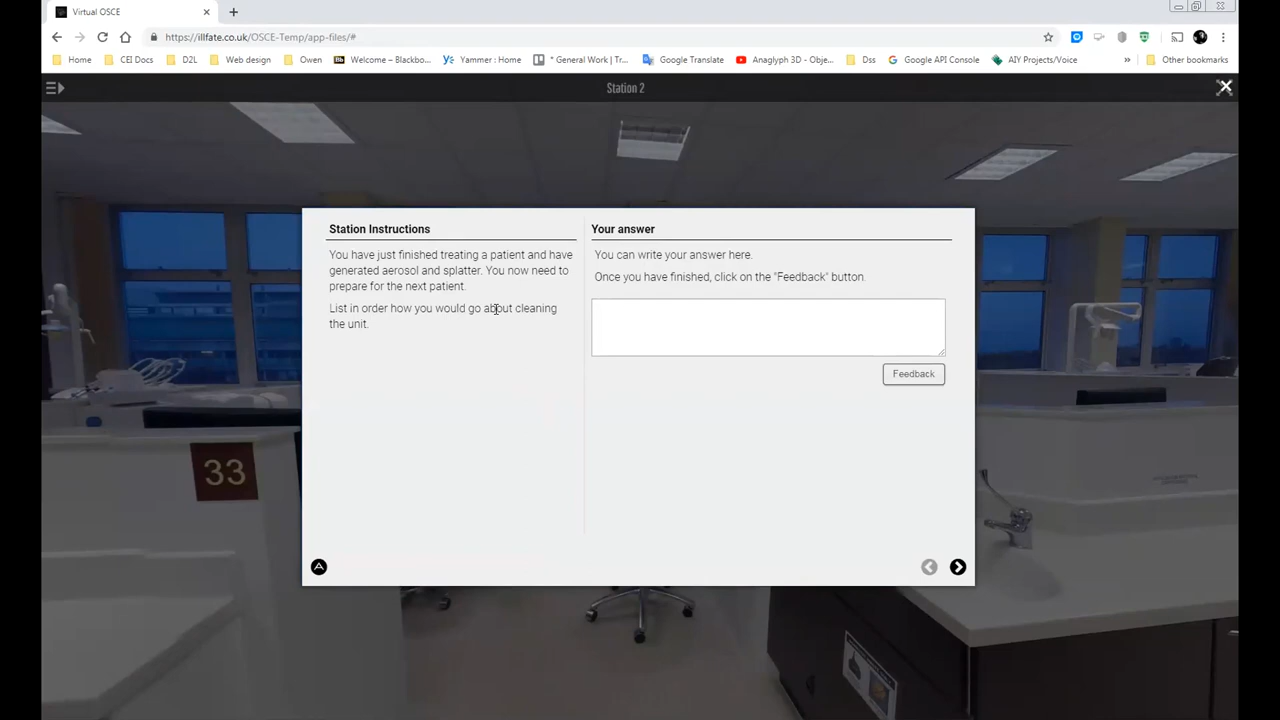 Virtual OSCE
https://illfate.co.uk/OSCE-Temp/app-files/#
Home CEI Docs D2L Web design Owen Welcome – Blackbo... Yammer : Home * General Work | Tr... Google Translate Anaglyph 3D - Obje... Dss Google API Console AIY Projects/Voice » Other bookmarks
Station 2
Station Instructions
You have just finished treating a patient and have
generated aerosol and splatter. You now need to
prepare for the next patient.
List in order how you would go about cleaning
the unit.
Your answer
You can write your answer here.
Once you have finished, click on the "Feedback" button.
Feedback
33